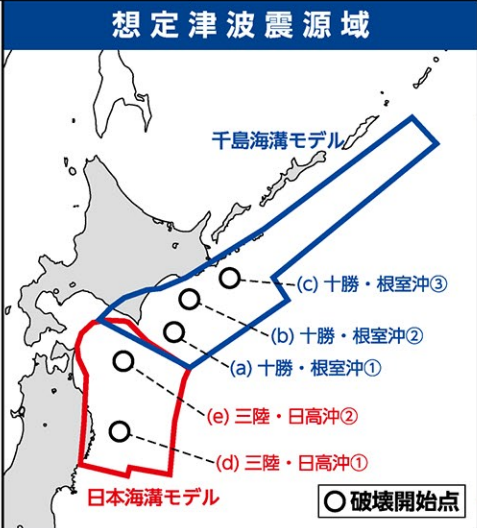 想定津波震源域
千島海溝モデル
(c) 十勝・根室沖③
(b) 十勝・根室沖②
(a) 十勝・根室沖①
(e) 三陸・日高沖②
(d) 三陸・日高沖①
日本海溝モデル
○破壊開始点